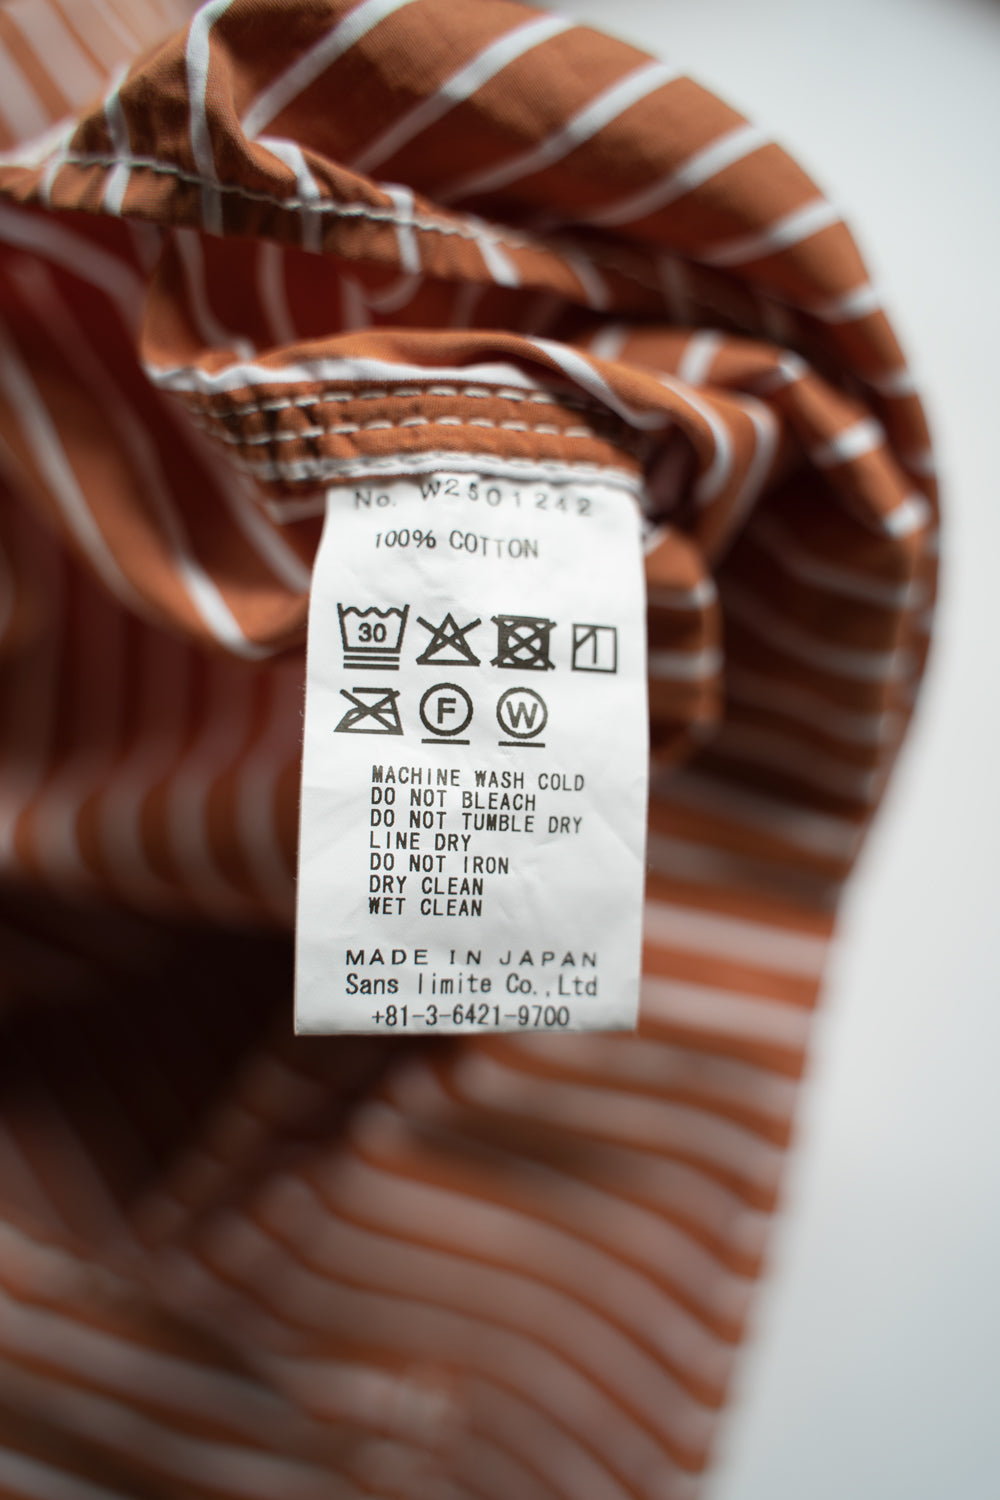 No. W2501242
100% COTTON
30
F W
MACHINE WASH COLD
DO NOT BLEACH
DO NOT TUMBLE DRY
LINE DRY
DO NOT IRON
DRY CLEAN
WET CLEAN
MADE IN JAPAN
Sans limite Co.,Ltd
+81-3-6421-9700